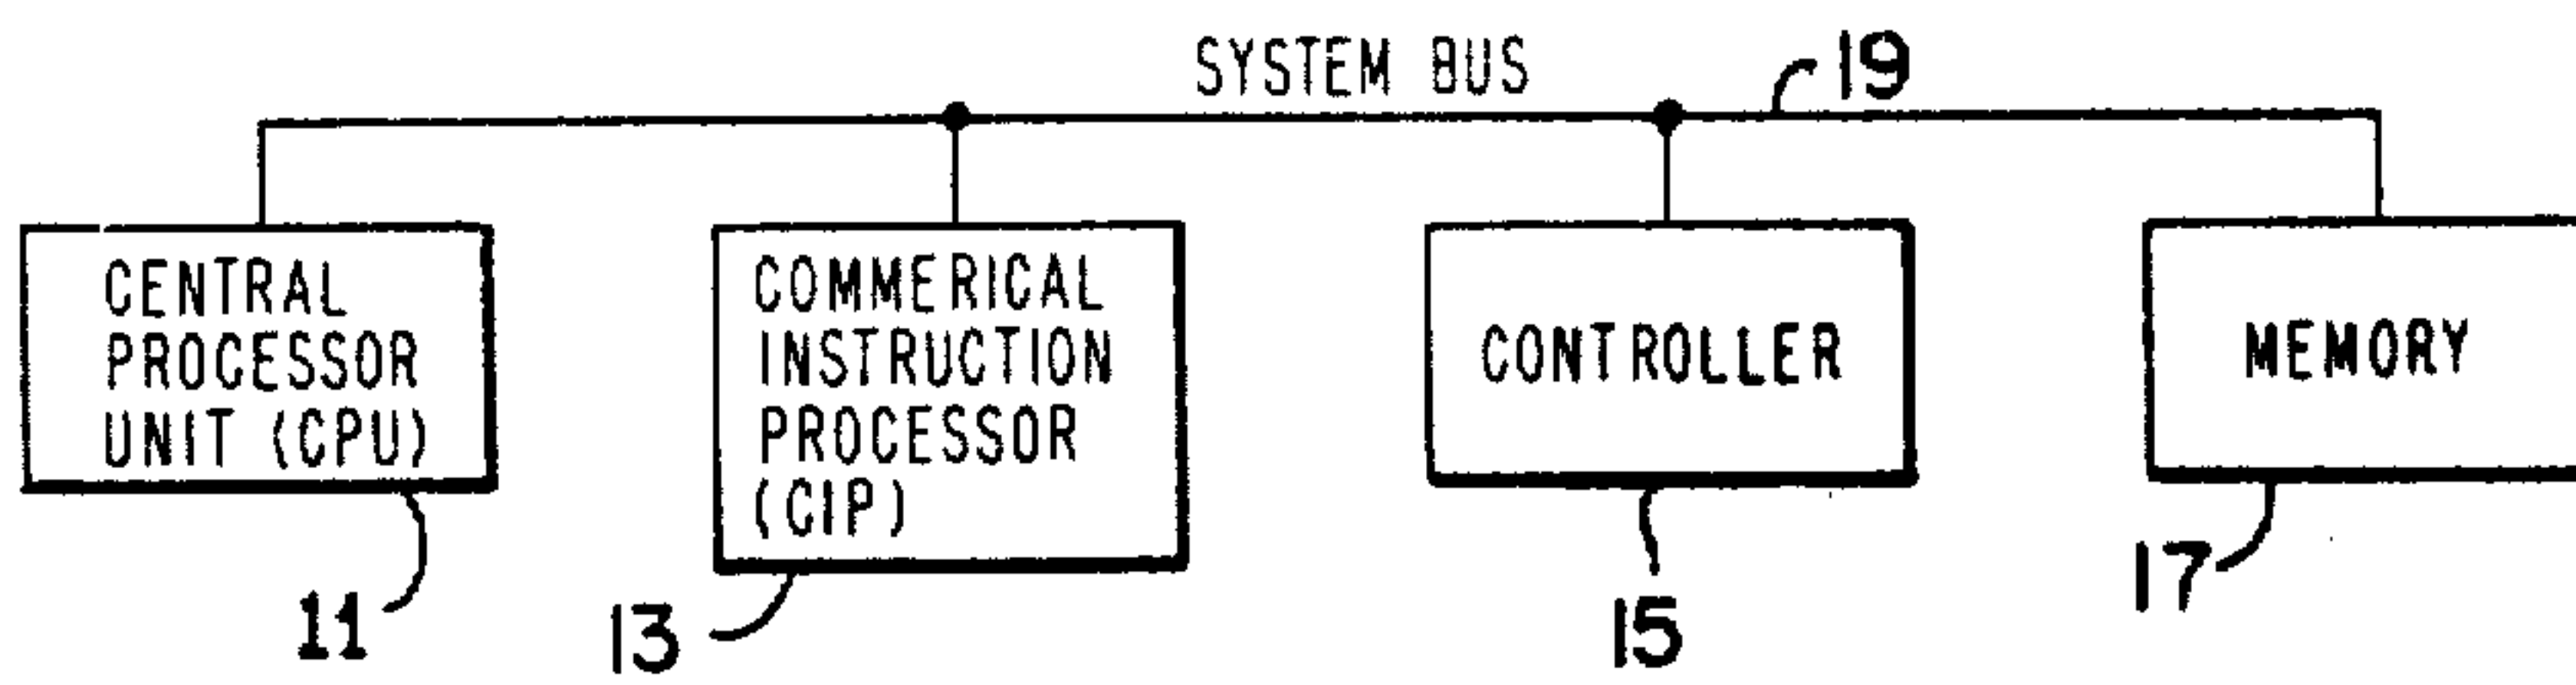 SYSTEM BUS 19
CENTRAL
PROCESSOR
UNIT (CPU)
COMMERICAL
INSTRUCTION
PROCESSOR
(CIP)
CONTROLLER
MEMORY
11
13
15
17